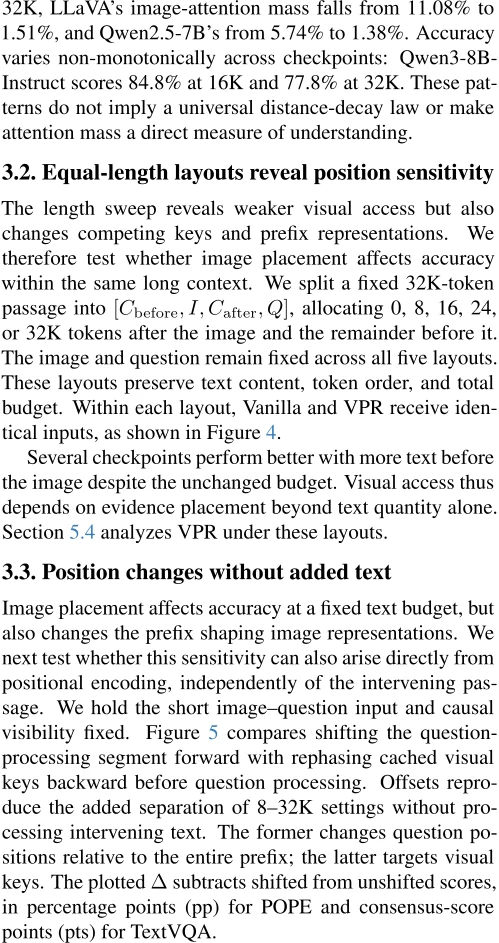 32K, LLaVA's image-attention mass falls from 11.08% to
1.51%, and Qwen2.5-7B's from 5.74% to 1.38%. Accuracy
varies non-monotonically across checkpoints: Qwen3-8B-
Instruct scores 84.8% at 16K and 77.8% at 32K. These pat-
terns do not imply a universal distance-decay law or make
attention mass a direct measure of understanding.
3.2. Equal-length layouts reveal position sensitivity
The length sweep reveals weaker visual access but also
changes competing keys and prefix representations. We
therefore test whether image placement affects accuracy
within the same long context. We split a fixed 32K-token
passage into [C_before, I, C_after, Q], allocating 0, 8, 16, 24,
or 32K tokens after the image and the remainder before it.
The image and question remain fixed across all five layouts.
These layouts preserve text content, token order, and total
budget. Within each layout, Vanilla and VPR receive iden-
tical inputs, as shown in Figure 4.
Several checkpoints perform better with more text before
the image despite the unchanged budget. Visual access thus
depends on evidence placement beyond text quantity alone.
Section 5.4 analyzes VPR under these layouts.
3.3. Position changes without added text
Image placement affects accuracy at a fixed text budget, but
also changes the prefix shaping image representations. We
next test whether this sensitivity can also arise directly from
positional encoding, independently of the intervening pas-
sage. We hold the short image–question input and causal
visibility fixed. Figure 5 compares shifting the question-
processing segment forward with rephasing cached visual
keys backward before question processing. Offsets repro-
duce the added separation of 8–32K settings without pro-
cessing intervening text. The former changes question po-
sitions relative to the entire prefix; the latter targets visual
keys. The plotted Δ subtracts shifted from unshifted scores,
in percentage points (pp) for POPE and consensus-score
points (pts) for TextVQA.